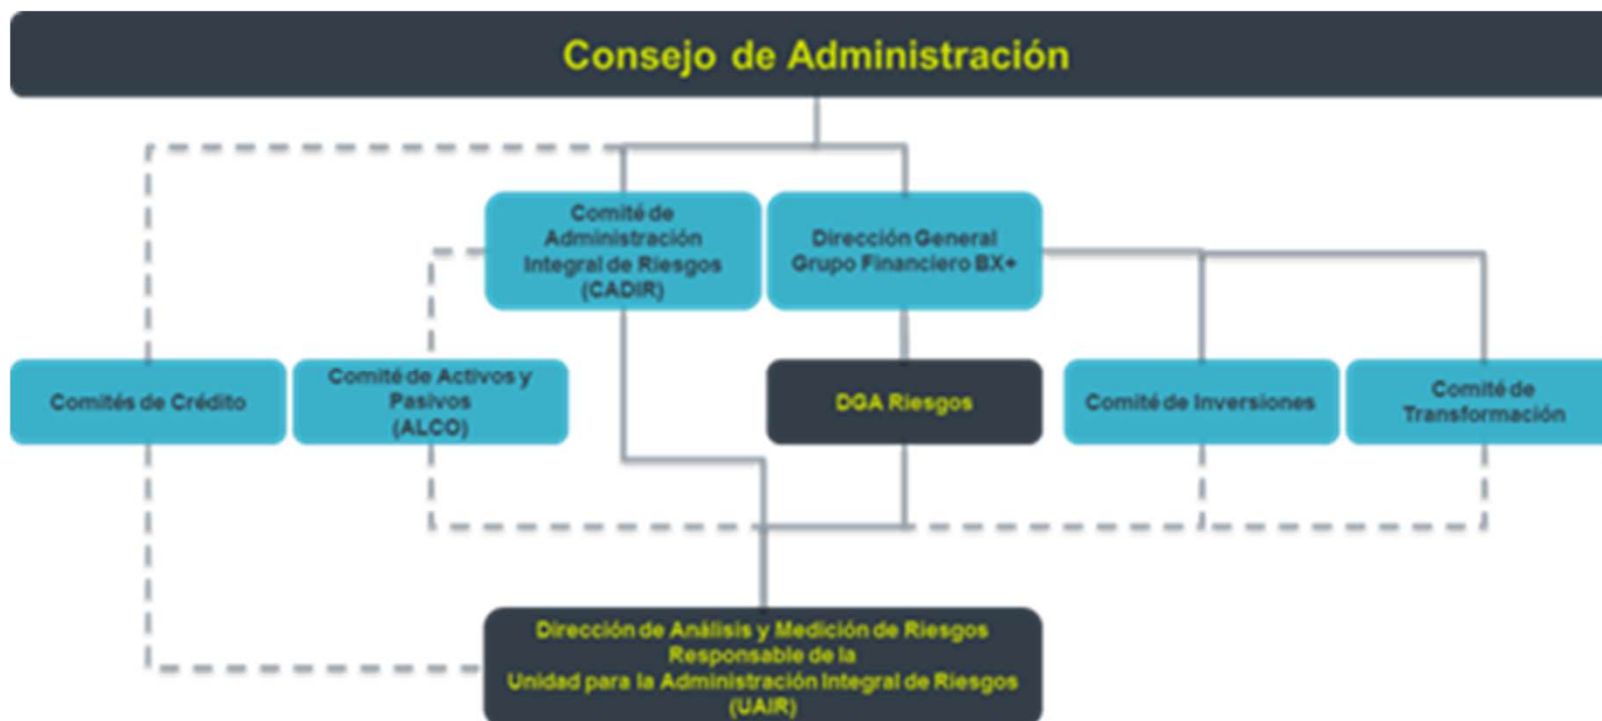 Consejo de Administración
Comité de
Administración
Integral de Riesgos
(CADIR)
Dirección General
Grupo Financiero BX+
Comités de Crédito
Comité de Activos y
Pasivos
(ALCO)
DGA Riesgos
Comité de Inversiones
Comité de
Transformación
Dirección de Análisis y Medición de Riesgos
Responsable de la
Unidad para la Administración Integral de Riesgos
(UAIR)